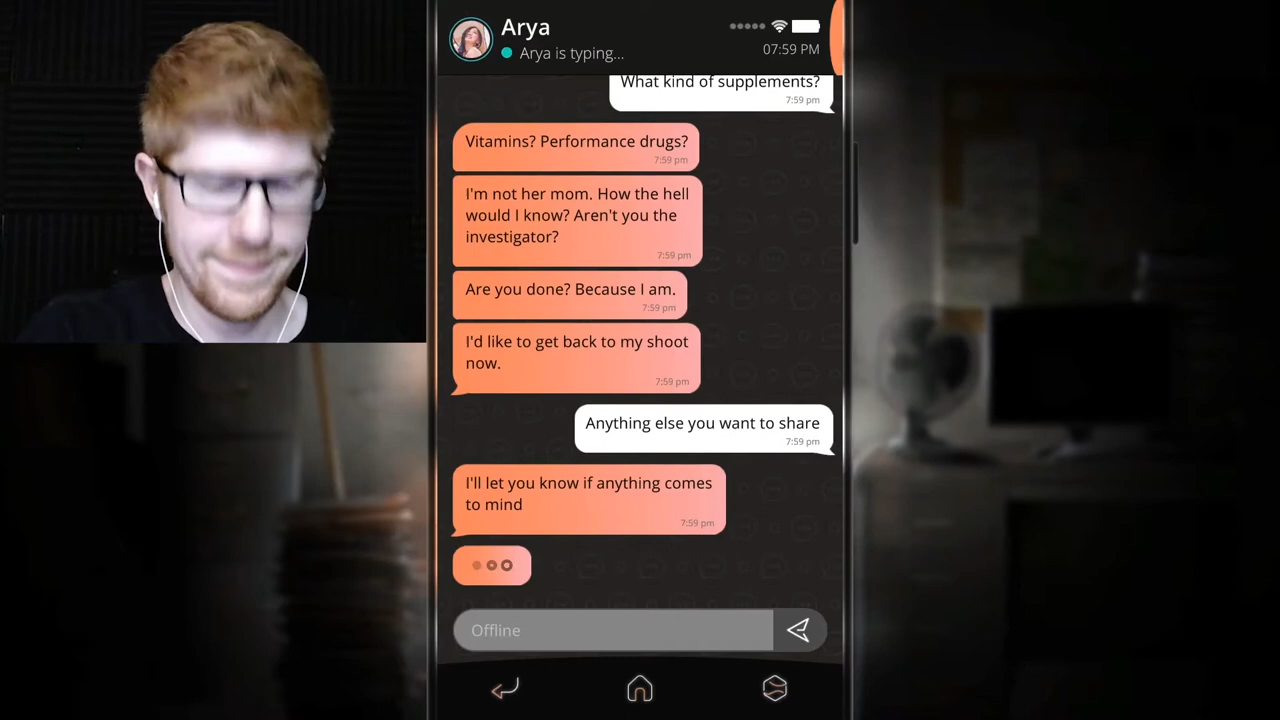 Arya
Arya is typing...
07:59 PM
What kind of supplements?
7:59 pm
Vitamins? Performance drugs?
7:59 pm
I'm not her mom. How the hell
would I know? Aren't you the
investigator?
7:59 pm
Are you done? Because I am.
7:59 pm
I'd like to get back to my shoot
now.
7:59 pm
Anything else you want to share
7:59 pm
I'll let you know if anything comes
to mind
7:59 pm
Offline